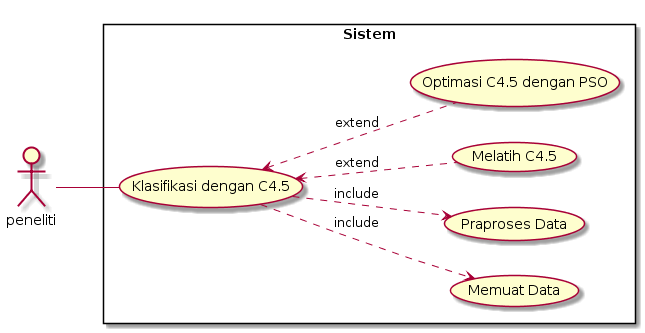 Sistem
Optimasi C4.5 dengan PSO
extend
Melatih C4.5
extend
Klasifikasi dengan C4.5
include
Praproses Data
peneliti
include
Memuat Data